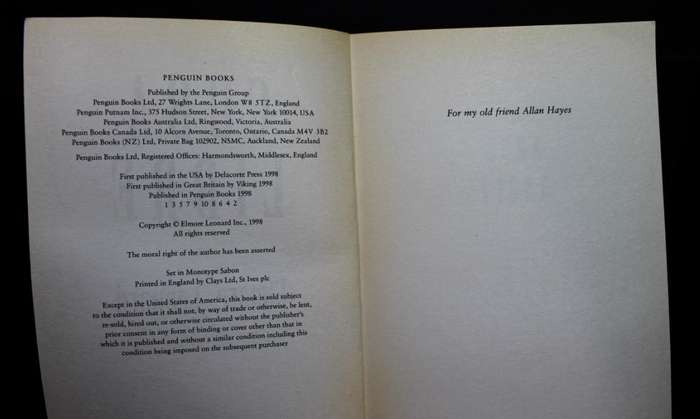 PENGUIN BOOKS
Published by the Penguin Group
Penguin Books Ltd, 27 Wrights Lane, London W8 5TZ, England
Penguin Putnam Inc., 375 Hudson Street, New York, New York 10014, USA
Penguin Books Australia Ltd, Ringwood, Victoria, Australia
Penguin Books Canada Ltd, 10 Alcorn Avenue, Toronto, Ontario, Canada M4V 3B2
Penguin Books (NZ) Ltd, Private Bag 102902, NSMC, Auckland, New Zealand
Penguin Books Ltd, Registered Offices: Harmondsworth, Middlesex, England
First published in the USA by Delacorte Press 1998
First published in Great Britain by Viking 1998
Published in Penguin Books 1998
1 3 5 7 9 10 8 6 4 2
Copyright © Elmore Leonard Inc., 1998
All rights reserved
The moral right of the author has been asserted
Set in Monotype Sabon
Printed in England by Clays Ltd, St Ives plc
Except in the United States of America, this book is sold subject
to the condition that it shall not, by way of trade or otherwise, be lent,
re-sold, hired out, or otherwise circulated without the publisher's
prior consent in any form of binding or cover other than that in
which it is published and without a similar condition including this
condition being imposed on the subsequent purchaser
For my old friend Allan Hayes